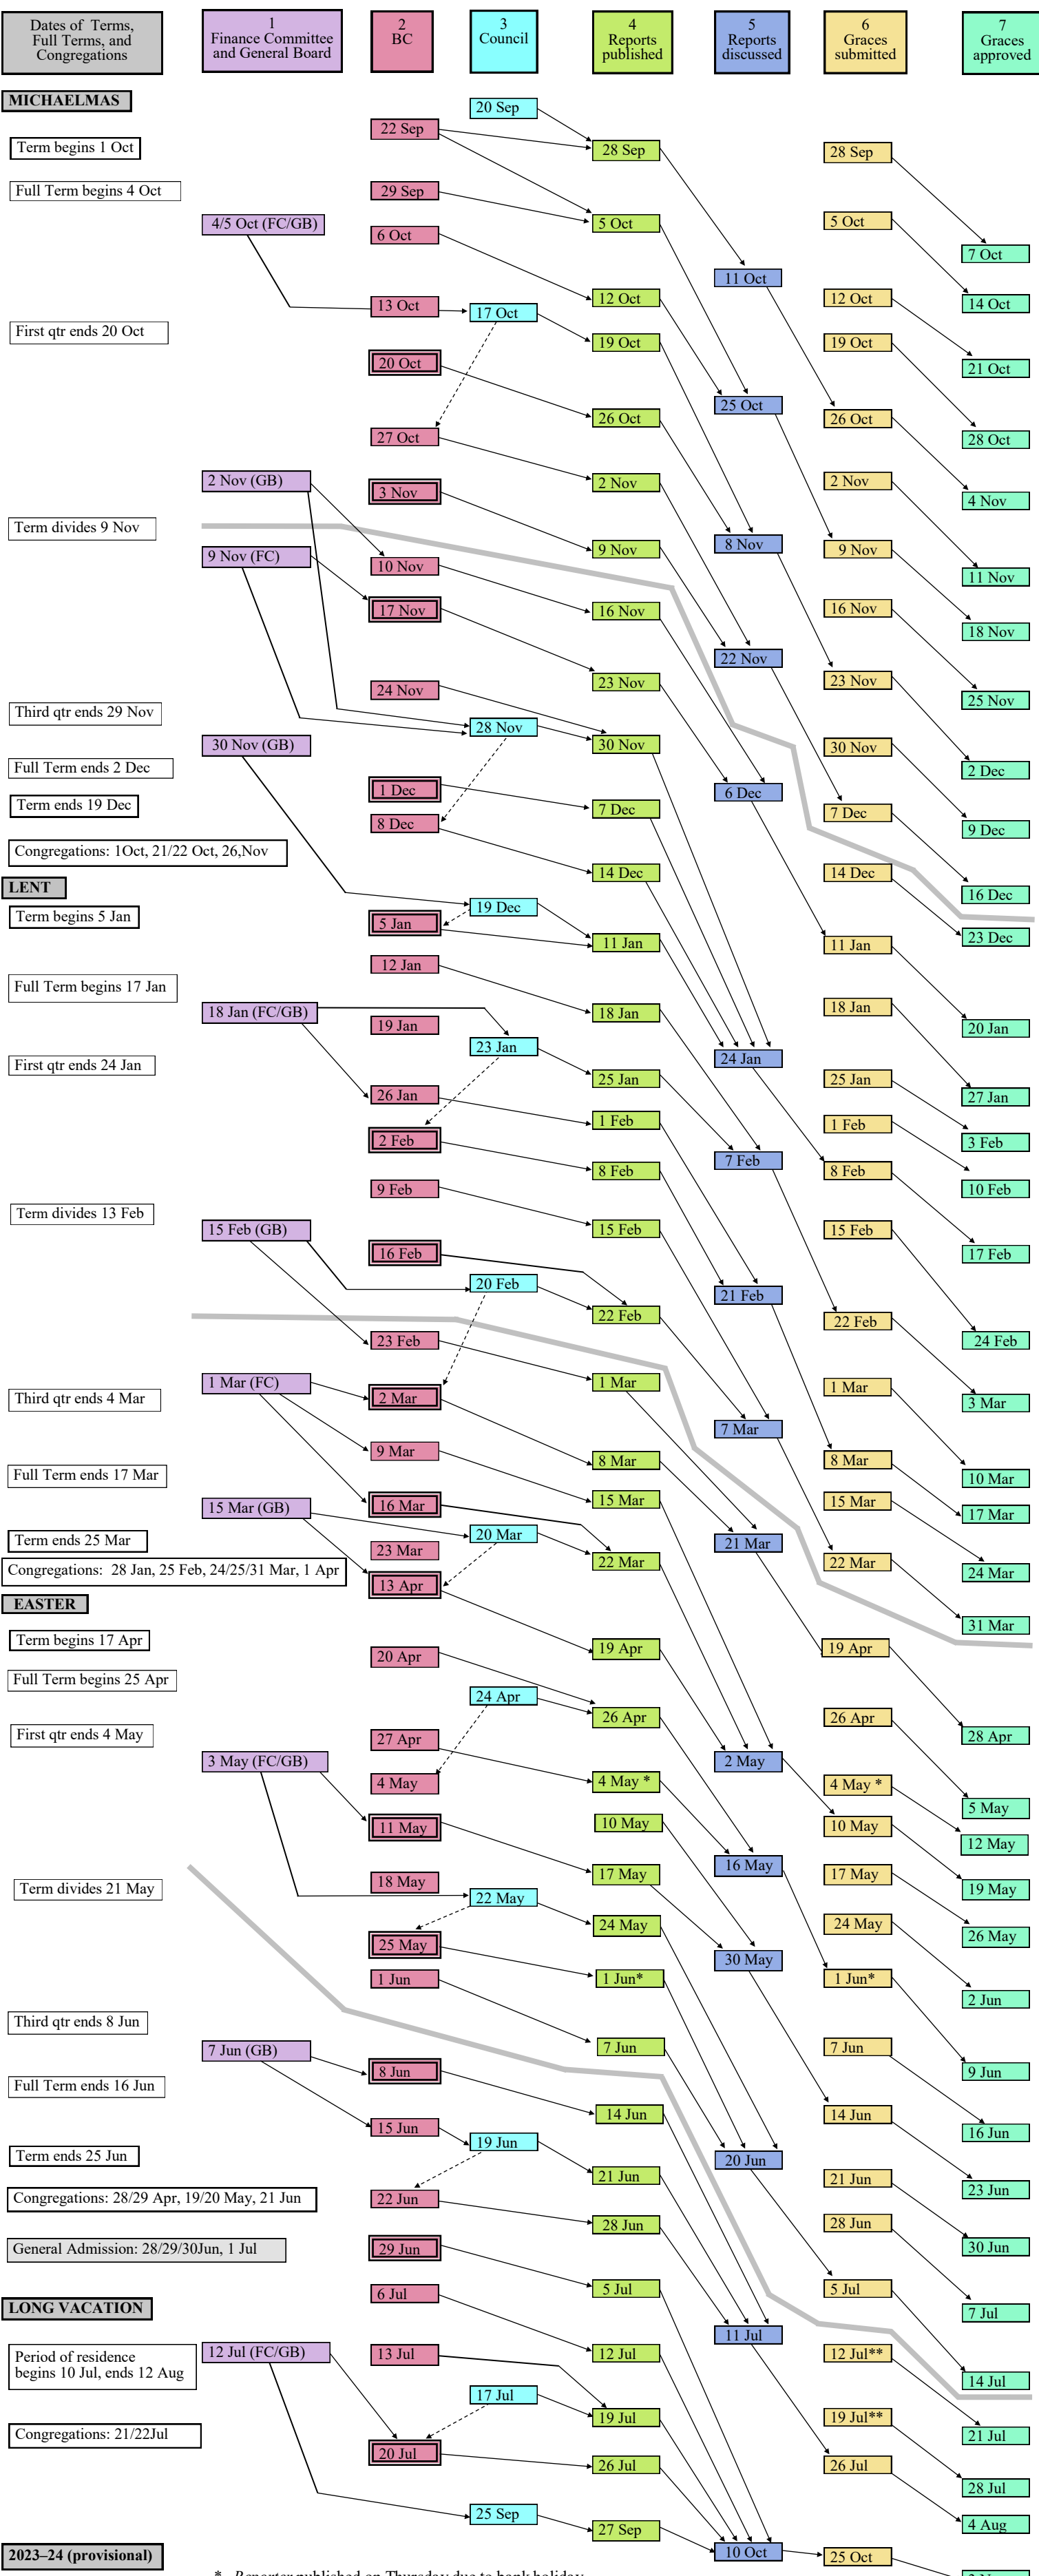 Dates of Terms,
Full Terms, and
Congregations
1
Finance Committee
and General Board
2
BC
3
Council
4
Reports
published
5
Reports
discussed
6
Graces
submitted
7
Graces
approved
MICHAELMAS
20 Sep
22 Sep
Term begins 1 Oct
28 Sep
28 Sep
Full Term begins 4 Oct
29 Sep
4/5 Oct (FC/GB)
5 Oct
5 Oct
6 Oct
7 Oct
11 Oct
13 Oct
17 Oct
12 Oct
12 Oct
14 Oct
First qtr ends 20 Oct
19 Oct
19 Oct
20 Oct
21 Oct
25 Oct
26 Oct
26 Oct
27 Oct
28 Oct
2 Nov (GB)
3 Nov
2 Nov
2 Nov
4 Nov
Term divides 9 Nov
9 Nov (FC)
10 Nov
9 Nov
8 Nov
9 Nov
11 Nov
17 Nov
16 Nov
16 Nov
18 Nov
22 Nov
24 Nov
23 Nov
23 Nov
25 Nov
Third qtr ends 29 Nov
28 Nov
30 Nov (GB)
30 Nov
30 Nov
Full Term ends 2 Dec
2 Dec
1 Dec
6 Dec
Term ends 19 Dec
8 Dec
7 Dec
7 Dec
9 Dec
Congregations: 1Oct, 21/22 Oct, 26,Nov
14 Dec
14 Dec
LENT
16 Dec
Term begins 5 Jan
5 Jan
19 Dec
11 Jan
11 Jan
23 Dec
12 Jan
Full Term begins 17 Jan
18 Jan (FC/GB)
19 Jan
18 Jan
18 Jan
20 Jan
23 Jan
24 Jan
First qtr ends 24 Jan
26 Jan
25 Jan
25 Jan
27 Jan
2 Feb
1 Feb
1 Feb
3 Feb
7 Feb
9 Feb
8 Feb
8 Feb
10 Feb
Term divides 13 Feb
15 Feb (GB)
15 Feb
15 Feb
16 Feb
17 Feb
20 Feb
21 Feb
22 Feb
22 Feb
23 Feb
24 Feb
1 Mar (FC)
1 Mar
1 Mar
Third qtr ends 4 Mar
2 Mar
3 Mar
7 Mar
9 Mar
8 Mar
8 Mar
Full Term ends 17 Mar
10 Mar
15 Mar (GB)
16 Mar
15 Mar
15 Mar
17 Mar
Term ends 25 Mar
20 Mar
21 Mar
23 Mar
22 Mar
22 Mar
24 Mar
Congregations: 28 Jan, 25 Feb, 24/25/31 Mar, 1 Apr
13 Apr
EASTER
31 Mar
Term begins 17 Apr
20 Apr
19 Apr
19 Apr
Full Term begins 25 Apr
24 Apr
26 Apr
26 Apr
First qtr ends 4 May
27 Apr
28 Apr
3 May (FC/GB)
4 May
4 May *
2 May
4 May *
5 May
11 May
10 May
10 May
12 May
16 May
Term divides 21 May
18 May
17 May
17 May
19 May
22 May
24 May
24 May
26 May
25 May
30 May
1 Jun
1 Jun*
1 Jun*
2 Jun
Third qtr ends 8 Jun
7 Jun (GB)
7 Jun
7 Jun
8 Jun
9 Jun
Full Term ends 16 Jun
15 Jun
14 Jun
14 Jun
16 Jun
Term ends 25 Jun
19 Jun
20 Jun
21 Jun
21 Jun
23 Jun
Congregations: 28/29 Apr, 19/20 May, 21 Jun
22 Jun
28 Jun
28 Jun
General Admission: 28/29/30Jun, 1 Jul
29 Jun
30 Jun
6 Jul
5 Jul
5 Jul
LONG VACATION
7 Jul
11 Jul
Period of residence
begins 10 Jul, ends 12 Aug
12 Jul (FC/GB)
13 Jul
12 Jul
12 Jul**
14 Jul
17 Jul
Congregations: 21/22Jul
19 Jul
19 Jul**
21 Jul
20 Jul
26 Jul
26 Jul
28 Jul
25 Sep
27 Sep
4 Aug
2023–24 (provisional)
10 Oct
25 Oct
* Reporter published on Thursday due to bank holiday